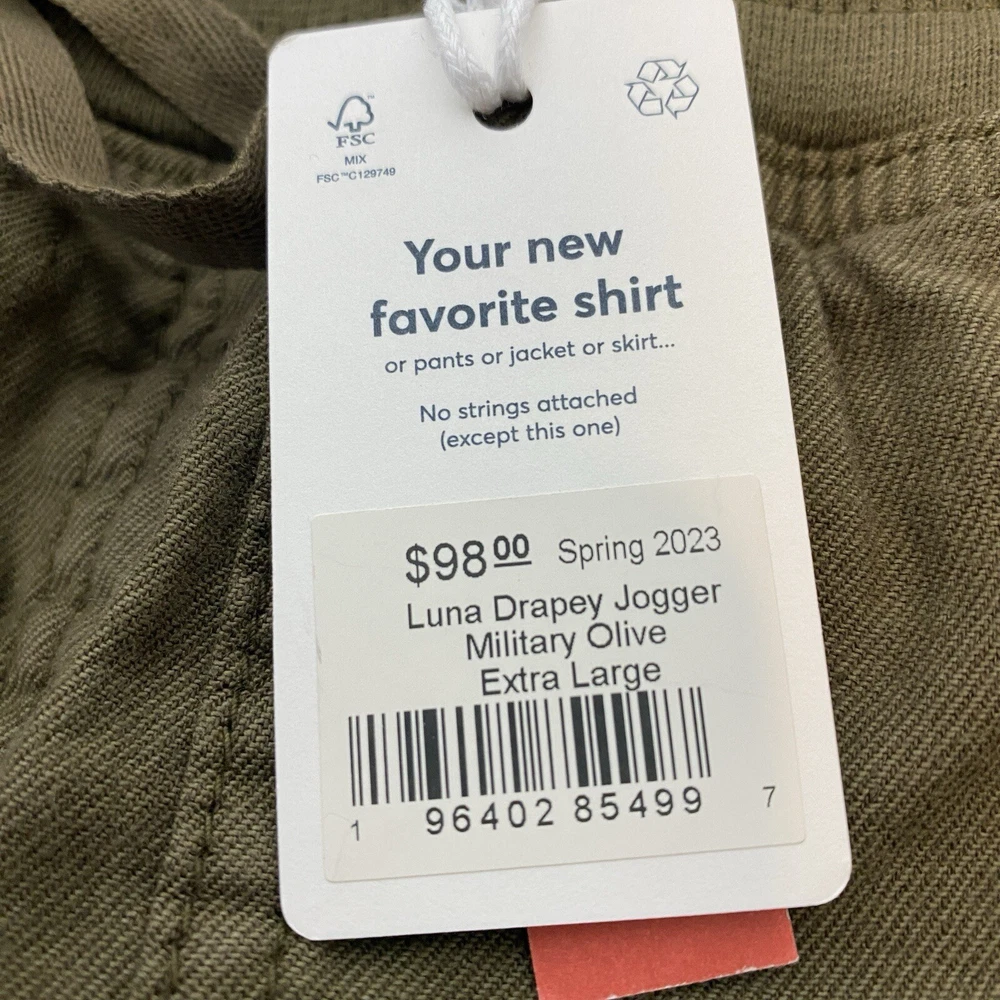 FSC™
MIX
FSC™C129749
Your new
favorite shirt
or pants or jacket or skirt...
No strings attached
(except this one)
$98.00 Spring 2023
Luna Drapey Jogger
Military Olive
Extra Large
1 96402 85499 7